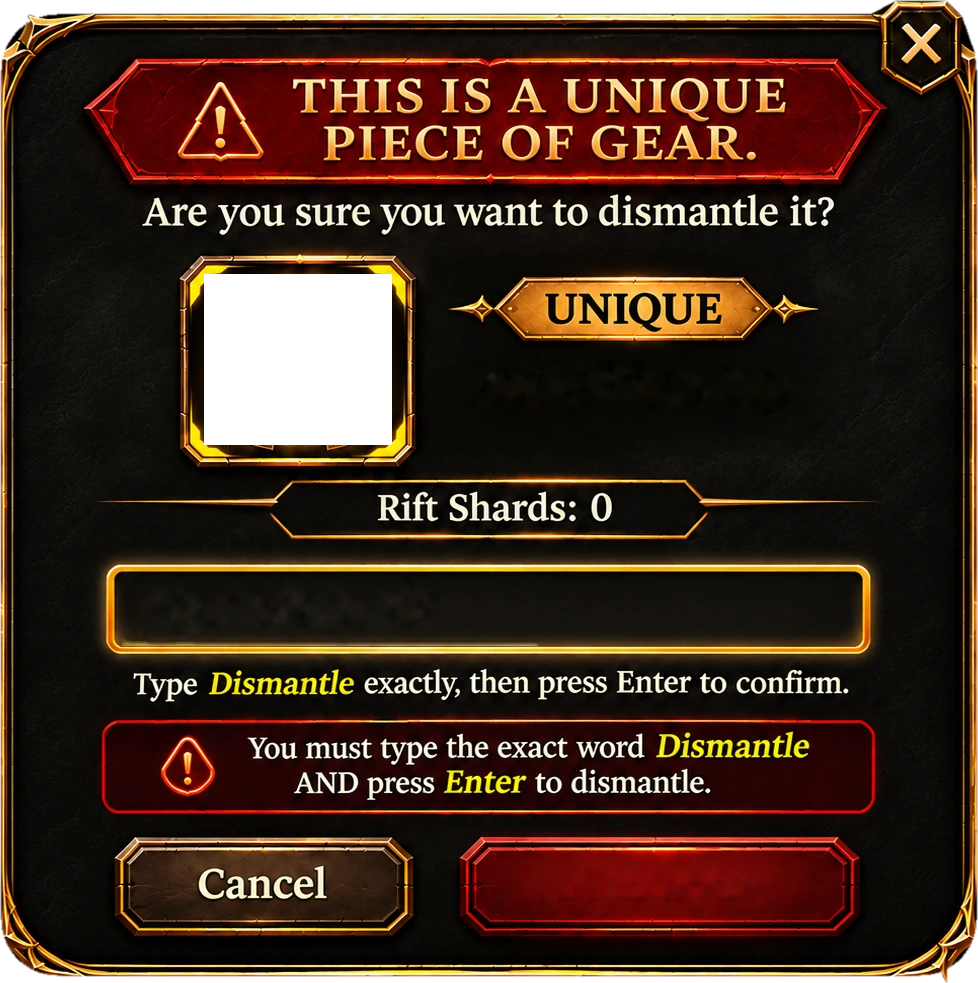 THIS IS A UNIQUE
PIECE OF GEAR.
Are you sure you want to dismantle it?
UNIQUE
Rift Shards: 0
Type Dismantle exactly, then press Enter to confirm.
You must type the exact word Dismantle
AND press Enter to dismantle.
Cancel